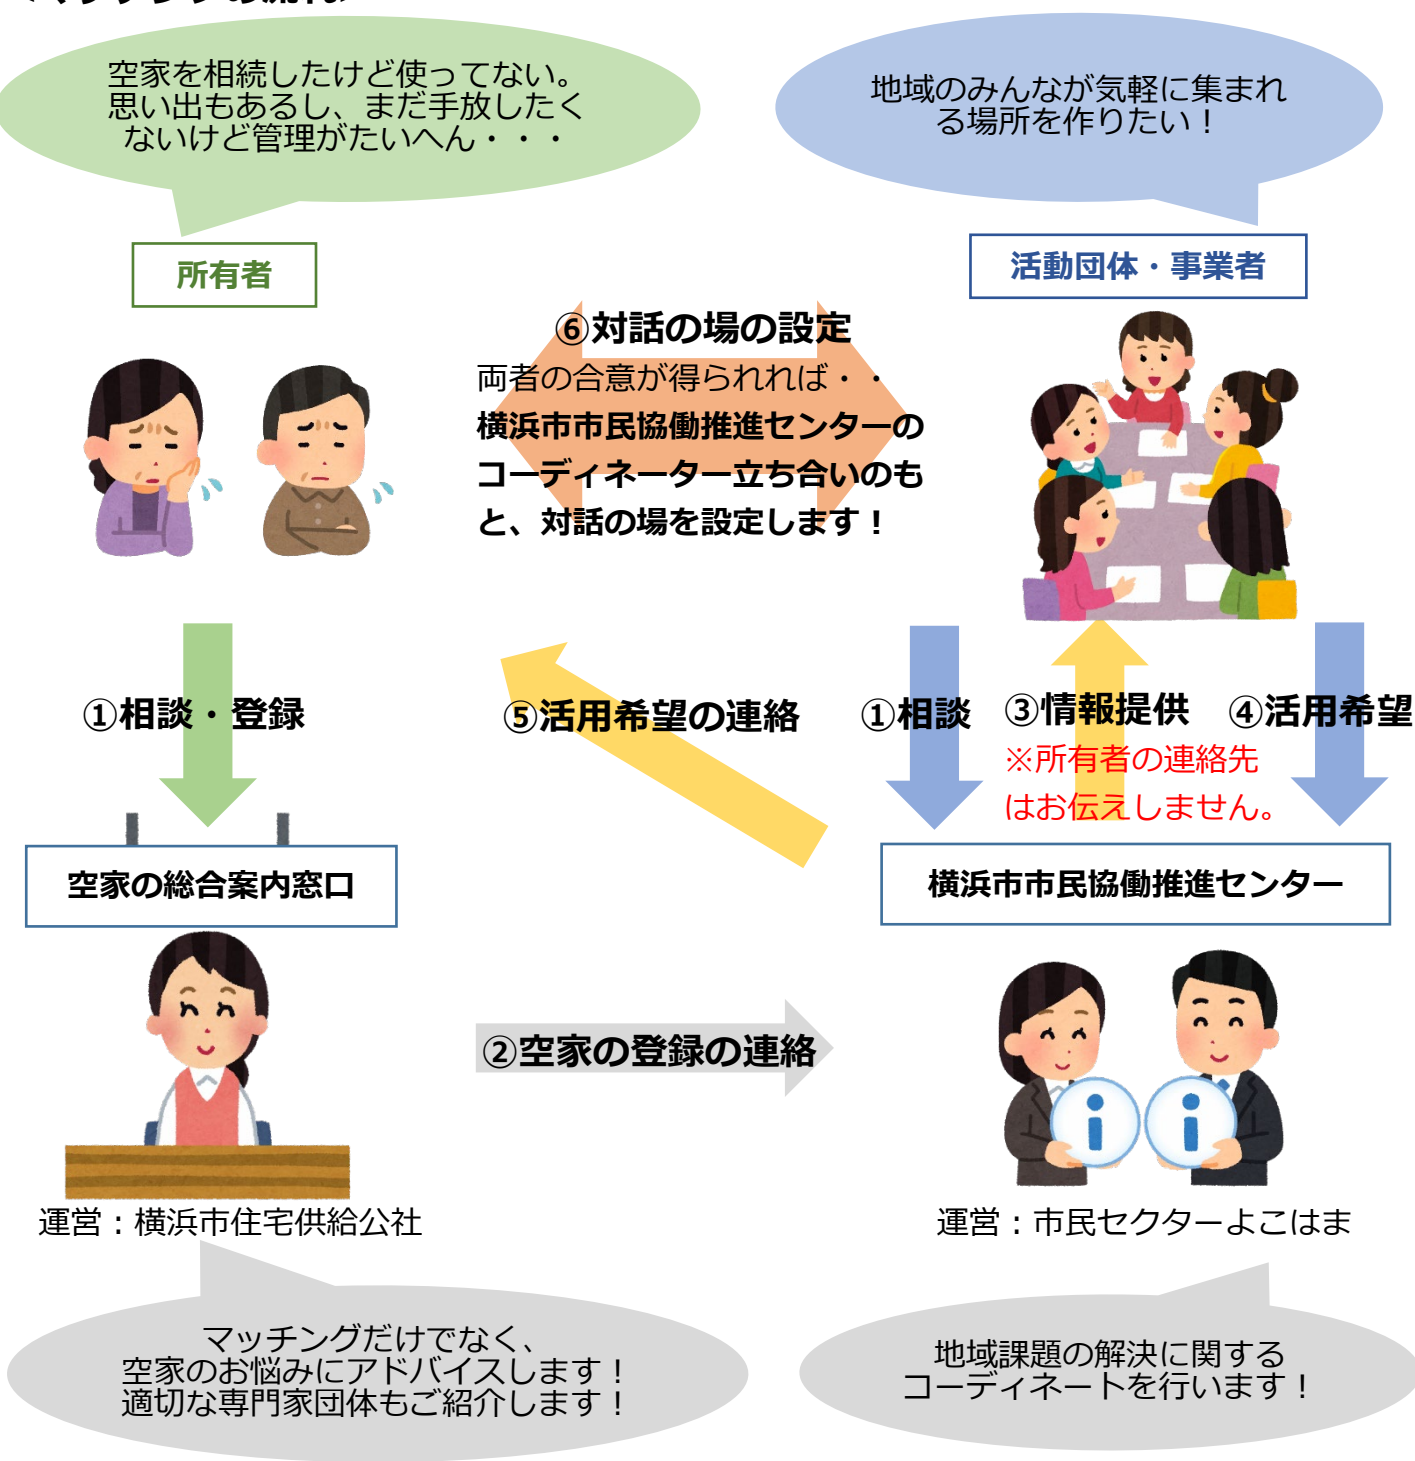 空家を相続したけど使ってない。
思い出もあるし、まだ手放したく
ないけど管理がたいへん・・・
地域のみんなが気軽に集まれ
る場所を作りたい！
所有者
活動団体・事業者
⑥対話の場の設定
両者の合意が得られれば・・
横浜市市民協働推進センターの
コーディネーター立ち合いのも
と、対話の場を設定します！
①相談・登録
⑤活用希望の連絡
①相談
③情報提供
※所有者の連絡先
はお伝えしません。
④活用希望
空家の総合案内窓口
横浜市市民協働推進センター
②空家の登録の連絡
運営：横浜市住宅供給公社
運営：市民セクターよこはま
マッチングだけでなく、
空家のお悩みにアドバイスします！
適切な専門家団体もご紹介します！
地域課題の解決に関する
コーディネートを行います！